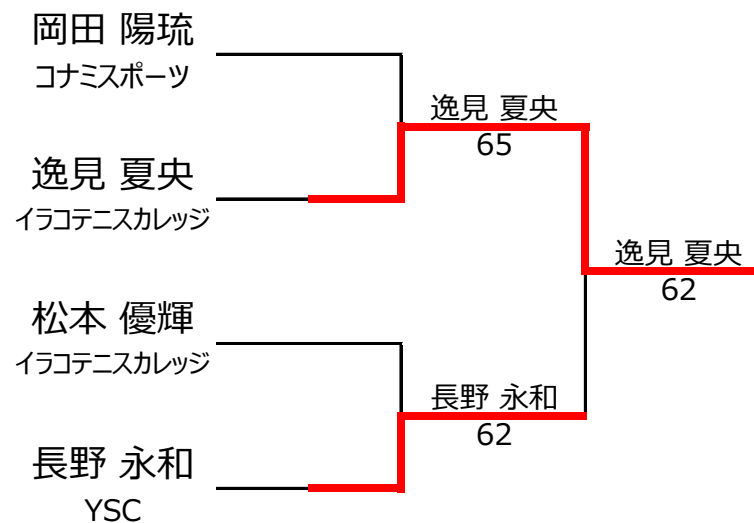 岡田 陽琉
コナミスポーツ
逸見 夏央
65
逸見 夏央
イラコテニスカレッジ
逸見 夏央
62
松本 優輝
イラコテニスカレッジ
長野 永和
62
長野 永和
YSC